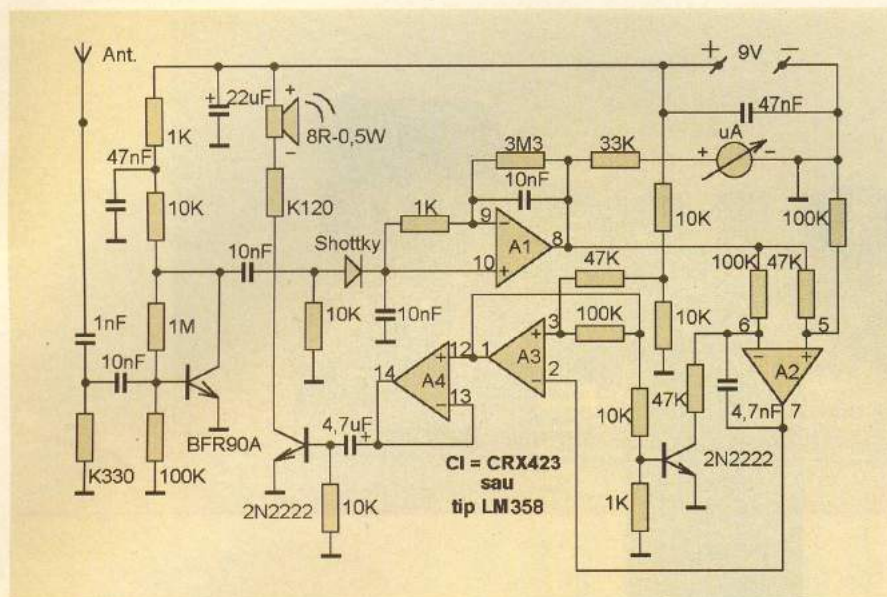 Ant.
+ 9V −
22uF
+
8R-0,5W
−
1K
47nF
47nF
uA
+ −
3M3
33K
10nF
10K
K120
1K
9 −
A1
8
10 +
10K
100K
Shottky
10nF
47K
100K
47K
10K
10nF
100K
10K
6
5
− +
A2
7
1nF
1M
10nF
14
A4
12
+
−
13
1
A3
3
+
−
2
10K
47K
4,7nF
2N2222
BFR90A
4,7uF
+
K330
100K
2N2222
10K
CI = CRX423
sau
tip LM358
1K